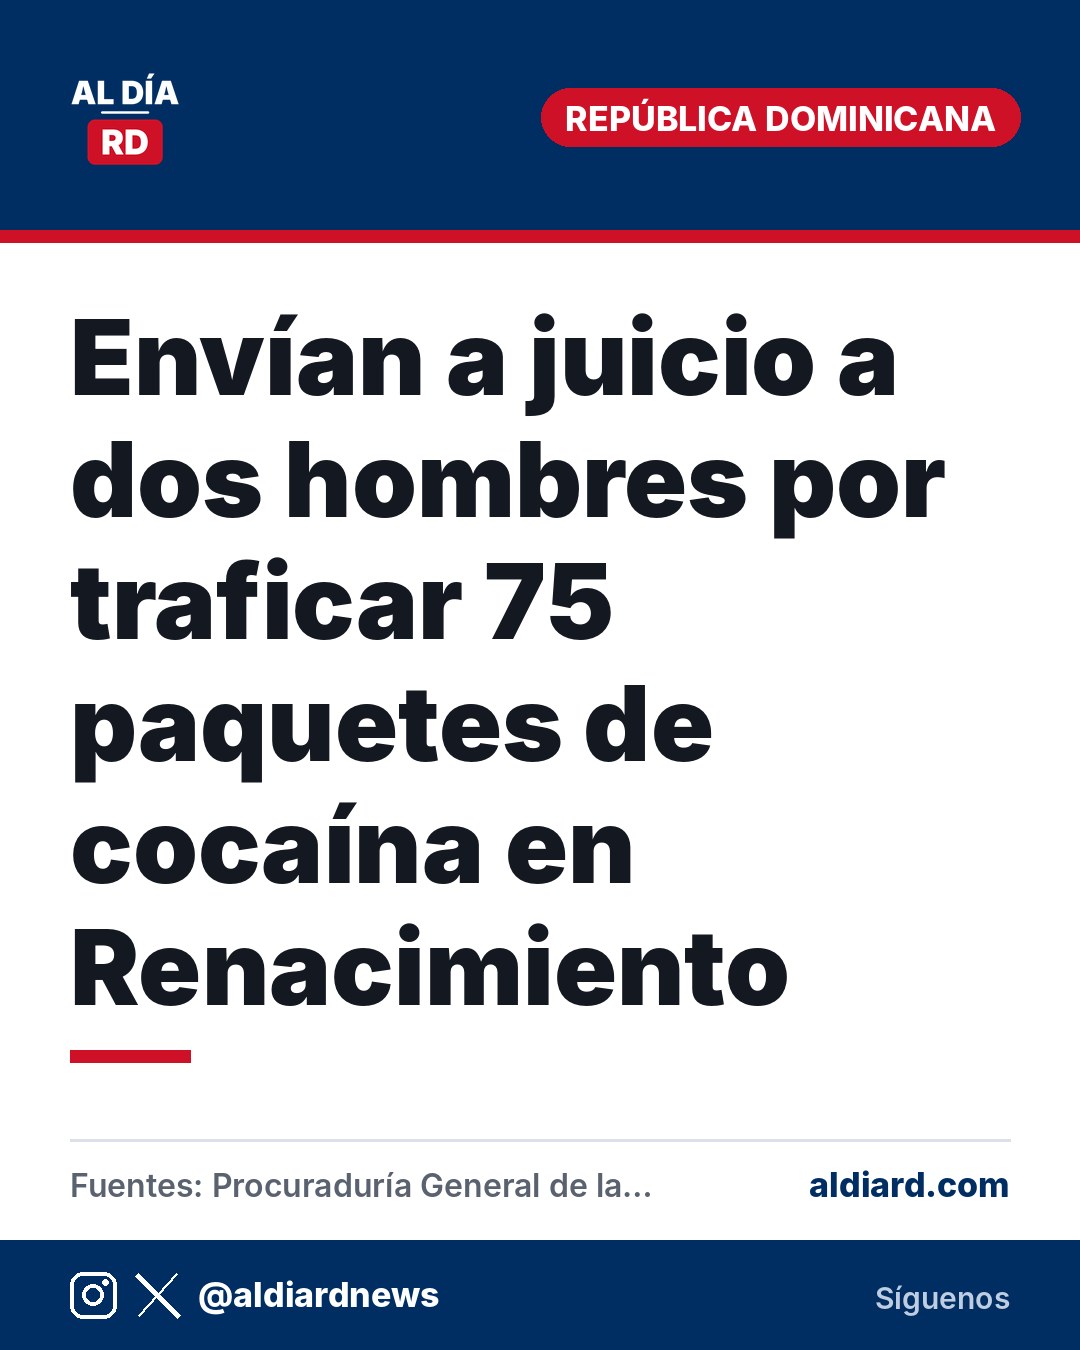 AL DÍA
RD
REPÚBLICA DOMINICANA
Envían a juicio a
dos hombres por
traficar 75
paquetes de
cocaína en
Renacimiento
Fuentes: Procuraduría General de la...
aldiard.com
@aldiardnews
Síguenos